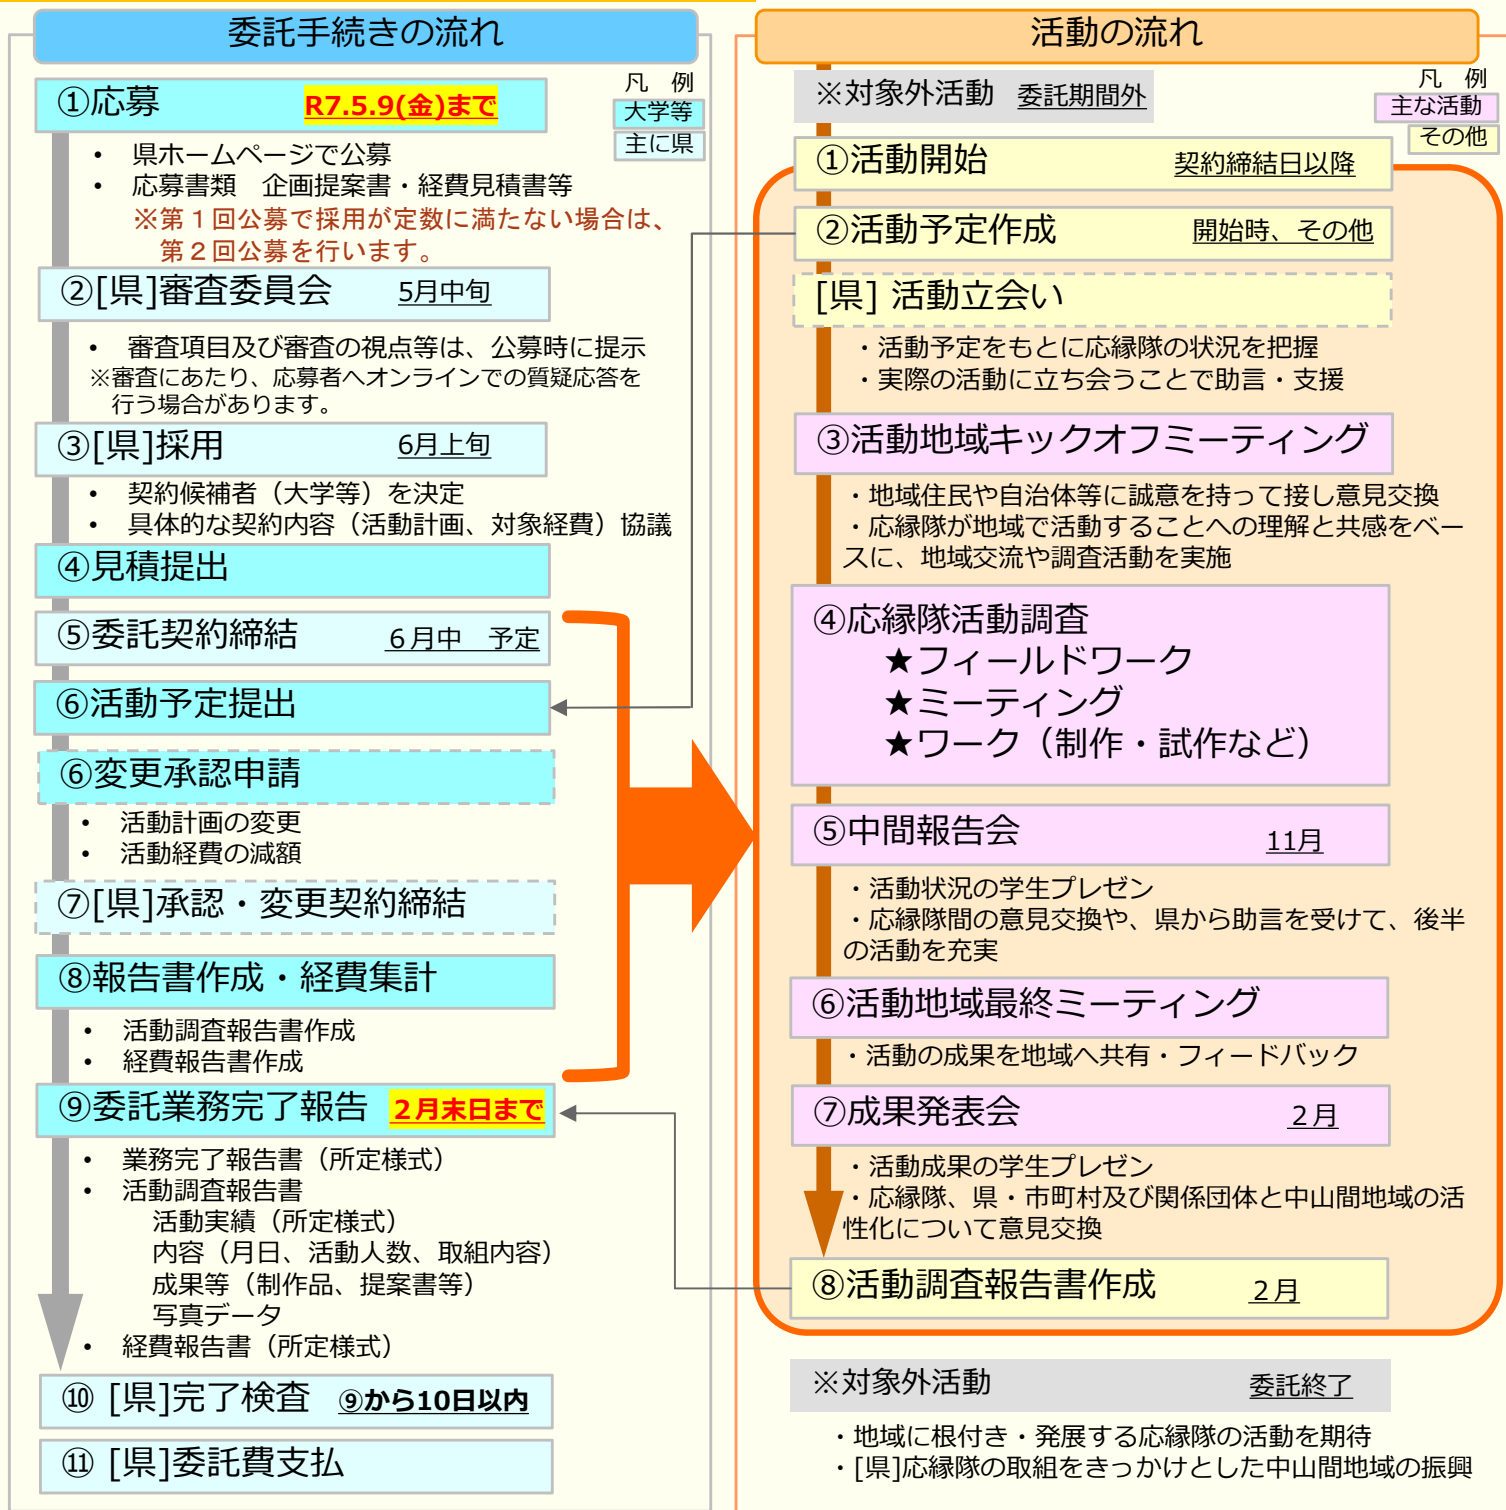 委託手続きの流れ
凡　例
大学等
主に県
①応募　R7.5.9(金)まで
• 県ホームページで公募
• 応募書類　企画提案書・経費見積書等
※第１回公募で採用が定数に満たない場合は、
第２回公募を行います。
②[県]審査委員会　5月中旬
• 審査項目及び審査の視点等は、公募時に提示
※審査にあたり、応募者へオンラインでの質疑応答を
行う場合があります。
③[県]採用　6月上旬
• 契約候補者（大学等）を決定
• 具体的な契約内容（活動計画、対象経費）協議
④見積提出
⑤委託契約締結　６月中　予定
⑥活動予定提出
⑥変更承認申請
• 活動計画の変更
• 活動経費の減額
⑦[県]承認・変更契約締結
⑧報告書作成・経費集計
• 活動調査報告書作成
• 経費報告書作成
⑨委託業務完了報告　２月末日まで
• 業務完了報告書（所定様式）
• 活動調査報告書
活動実績（所定様式）
内容（月日、活動人数、取組内容）
成果等（制作品、提案書等）
写真データ
• 経費報告書（所定様式）
⑩ [県]完了検査　⑨から10日以内
⑪ [県]委託費支払
活動の流れ
凡　例
主な活動
その他
※対象外活動　委託期間外
①活動開始　契約締結日以降
②活動予定作成　開始時、その他
[県] 活動立会い
・活動予定をもとに応縁隊の状況を把握
・実際の活動に立ち会うことで助言・支援
③活動地域キックオフミーティング
・地域住民や自治体等に誠意を持って接し意見交換
・応縁隊が地域で活動することへの理解と共感をベー
スに、地域交流や調査活動を実施
④応縁隊活動調査
★フィールドワーク
★ミーティング
★ワーク（制作・試作など）
⑤中間報告会　11月
・活動状況の学生プレゼン
・応縁隊間の意見交換や、県から助言を受けて、後半
の活動を充実
⑥活動地域最終ミーティング
・活動の成果を地域へ共有・フィードバック
⑦成果発表会　２月
・活動成果の学生プレゼン
・応縁隊、県・市町村及び関係団体と中山間地域の活
性化について意見交換
⑧活動調査報告書作成　２月
※対象外活動　委託終了
・地域に根付き・発展する応縁隊の活動を期待
・[県]応縁隊の取組をきっかけとした中山間地域の振興